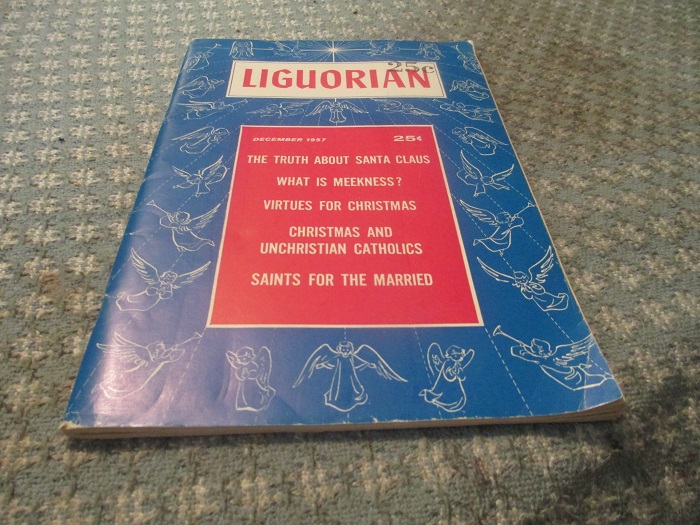 25¢
LIGUORIAN
DECEMBER 1957 25¢
THE TRUTH ABOUT SANTA CLAUS
WHAT IS MEEKNESS?
VIRTUES FOR CHRISTMAS
CHRISTMAS AND
UNCHRISTIAN CATHOLICS
SAINTS FOR THE MARRIED